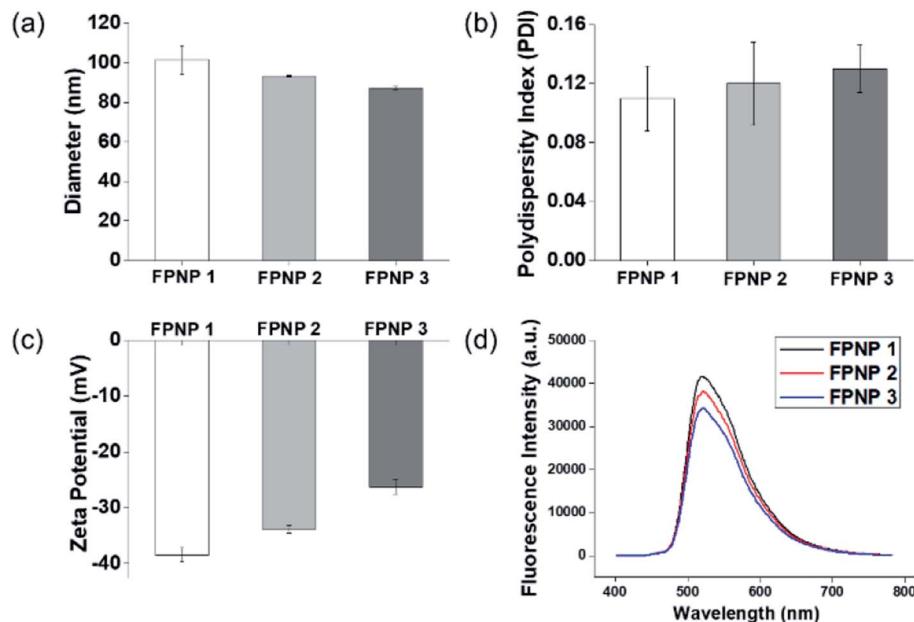 (a)
Diameter (nm)
120
100
80
60
40
20
0
FPNP 1 FPNP 2 FPNP 3
(b)
Polydispersity Index (PDI)
0.16
0.12
0.08
0.04
0.00
FPNP 1 FPNP 2 FPNP 3
(c)
Zeta Potential (mV)
FPNP 1 FPNP 2 FPNP 3
0
-10
-20
-30
-40
(d)
Fluorescence Intensity (a.u.)
50000
40000
30000
20000
10000
0
FPNP 1
FPNP 2
FPNP 3
400 500 600 700 800
Wavelength (nm)